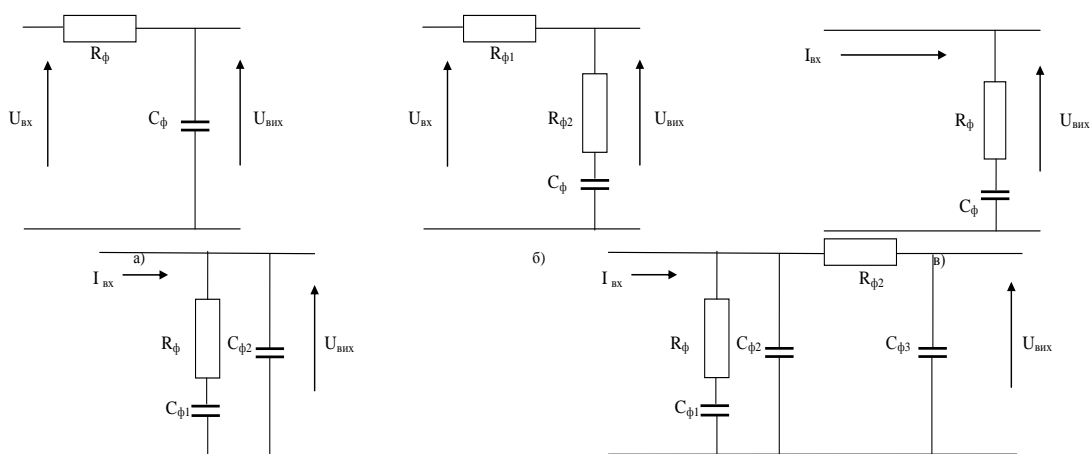 Rф
Uвх
Cф
Uвих
Rф1
Uвх
Rф2
Cф
Uвих
Iвх
Rф
Cф
Uвих
а)
б)
в)
I вх
Rф
Cф2
Cф1
Uвих
I вх
Rф2
Rф
Cф2
Cф3
Cф1
Uвих